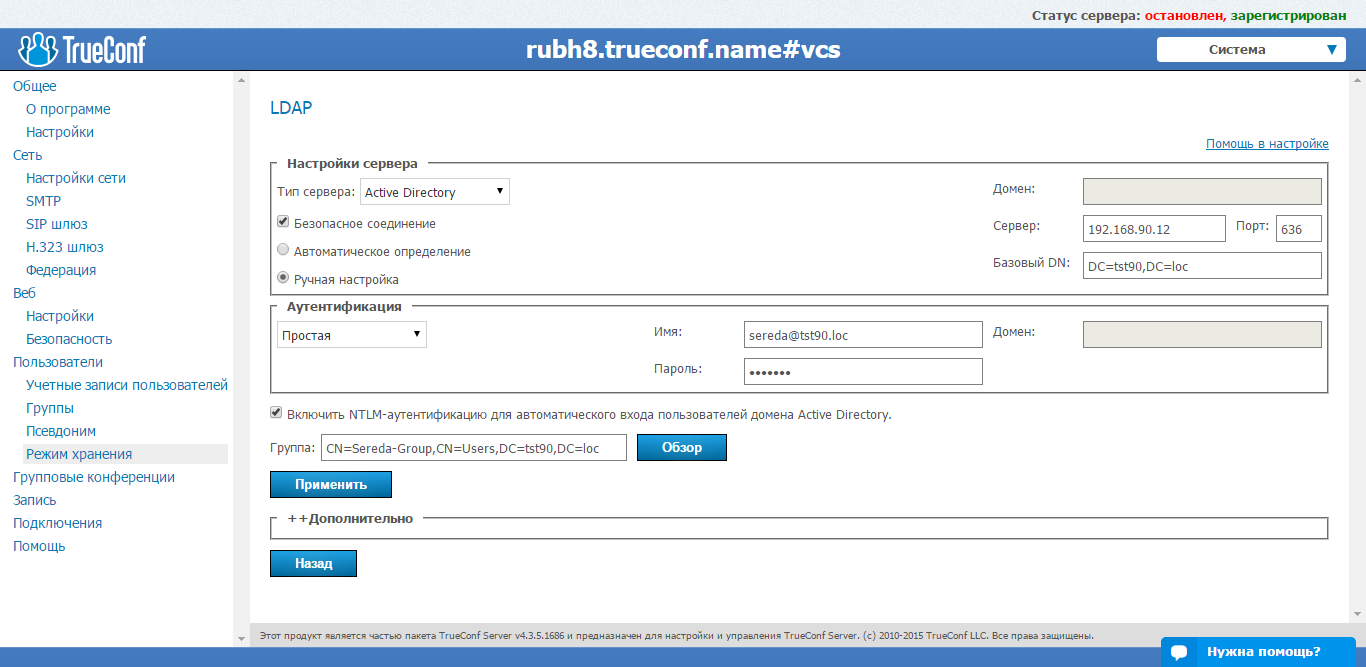 Статус сервера: остановлен, зарегистрирован
TrueConf
rubh8.trueconf.name#vcs
Система
Общее
О программе
Настройки
Сеть
Настройки сети
SMTP
SIP шлюз
H.323 шлюз
Федерация
Веб
Настройки
Безопасность
Пользователи
Учетные записи пользователей
Группы
Псевдоним
Режим хранения
Групповые конференции
Запись
Подключения
Помощь
LDAP
Помощь в настройке
Настройки сервера
Тип сервера: Active Directory
Безопасное соединение
Автоматическое определение
Ручная настройка
Домен:
Сервер: 192.168.90.12 Порт: 636
Базовый DN: DC=tst90,DC=loc
Аутентификация
Простая
Имя: sereda@tst90.loc
Домен:
Пароль: •••••••
Включить NTLM-аутентификацию для автоматического входа пользователей домена Active Directory.
Группа: CN=Sereda-Group,CN=Users,DC=tst90,DC=loc Обзор
Применить
++Дополнительно
Назад
Этот продукт является частью пакета TrueConf Server v4.3.5.1686 и предназначен для настройки и управления TrueConf Server. (c) 2010-2015 TrueConf LLC. Все права защищены.
Нужна помощь?